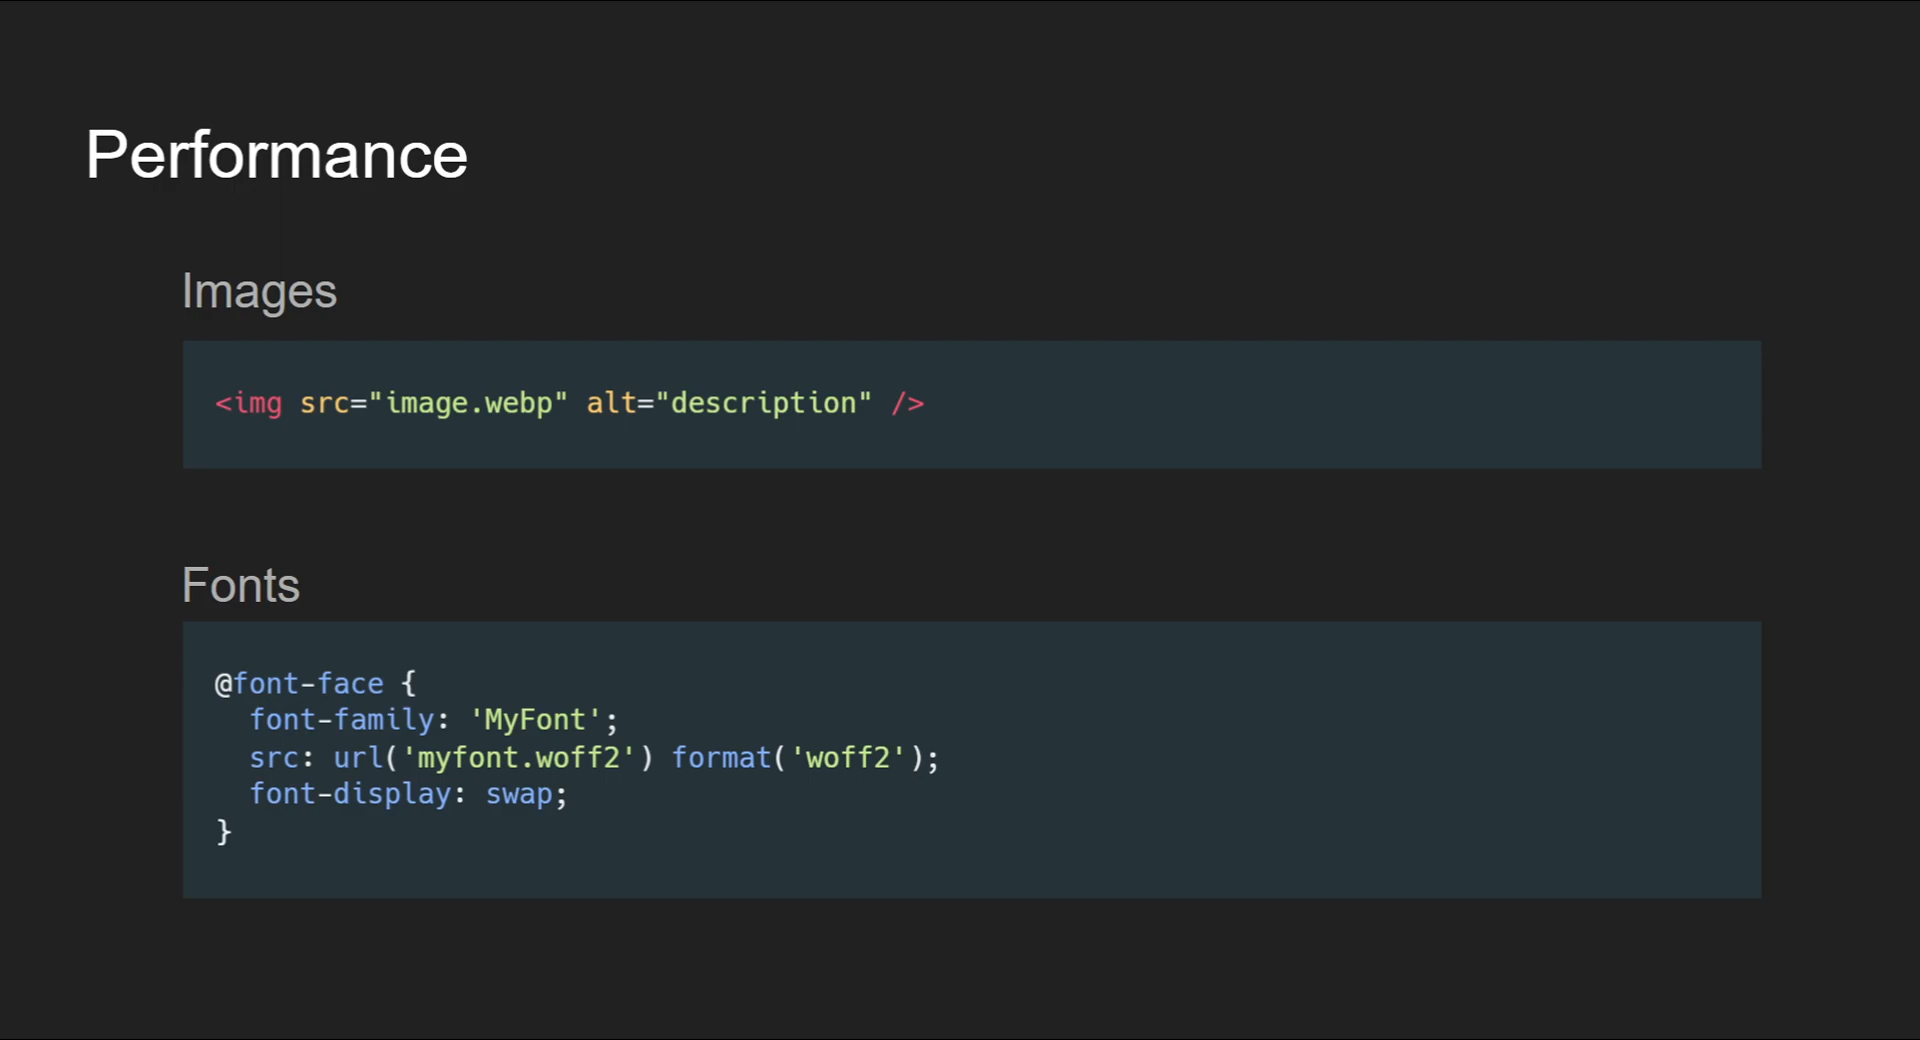 Performance
Images
<img src="image.webp" alt="description" />
Fonts
@font-face {
  font-family: 'MyFont';
  src: url('myfont.woff2') format('woff2');
  font-display: swap;
}